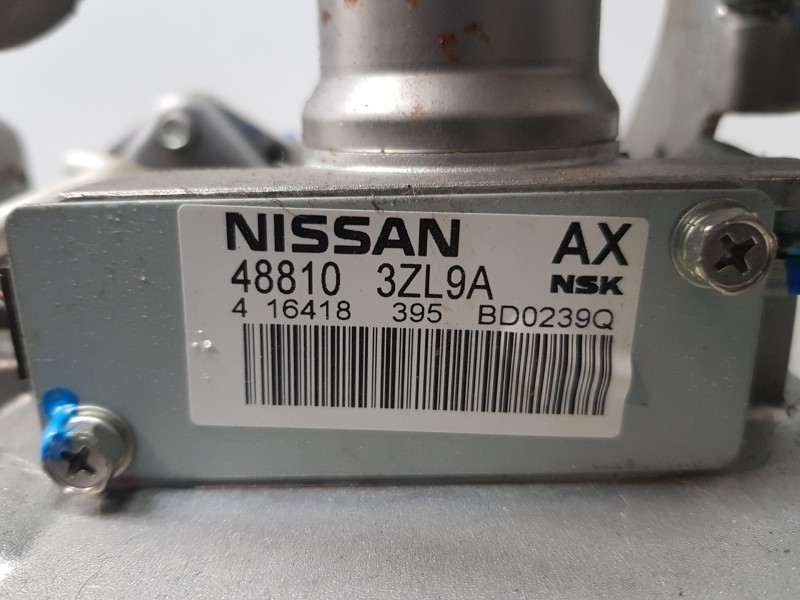 NISSAN AX
48810 3ZL9A NSK
4 16418 395 BD0239Q